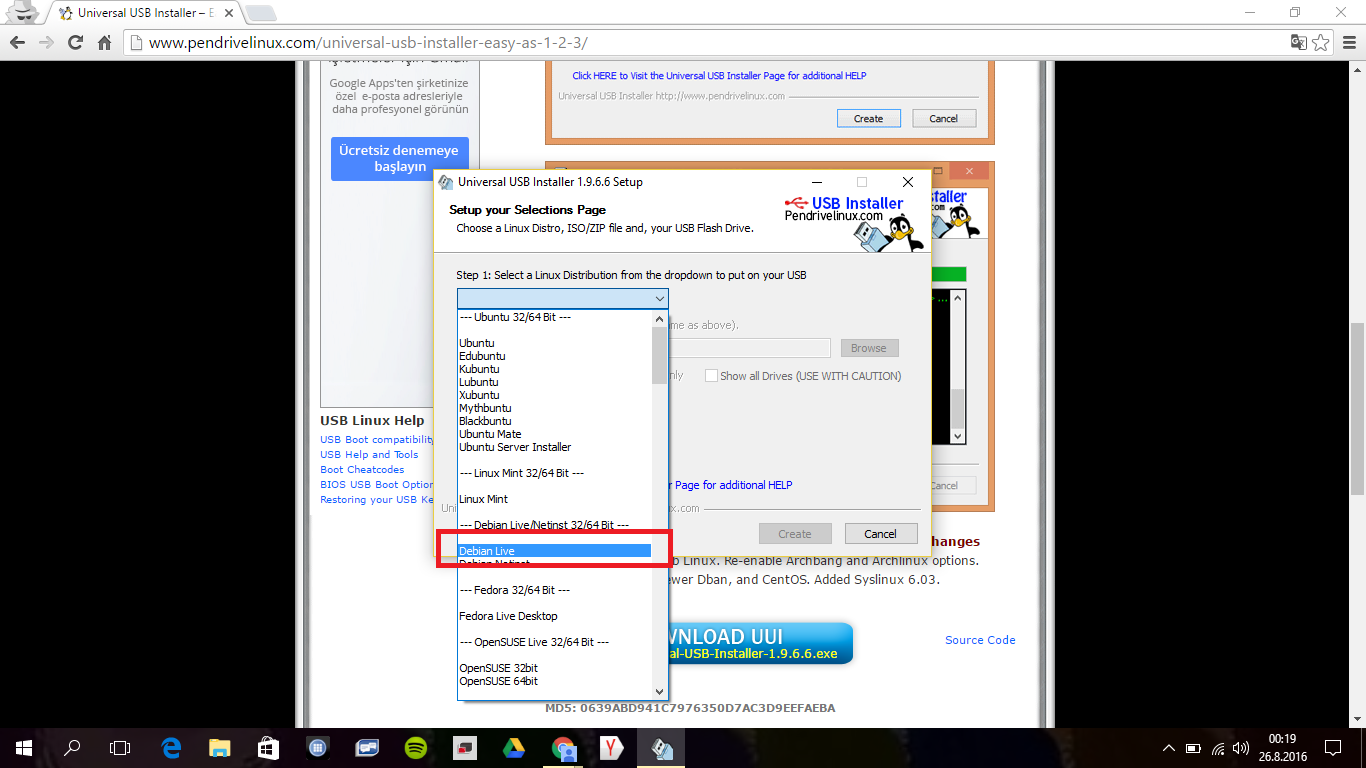 Universal USB Installer – E
www.pendrivelinux.com/universal-usb-installer-easy-as-1-2-3/
Google Apps'ten şirketinize
özel e-posta adresleriyle
daha profesyonel görünün
Ücretsiz denemeye
başlayın
USB Linux Help
USB Boot compatibility
USB Help and Tools
Boot Cheatcodes
BIOS USB Boot Option
Restoring your USB Ke
Click HERE to Visit the Universal USB Installer Page for additional HELP
Universal USB Installer http://www.pendrivelinux.com
Create
Cancel
Universal USB Installer 1.9.6.6 Setup
Setup your Selections Page
Choose a Linux Distro, ISO/ZIP file and, your USB Flash Drive.
USB Installer
Pendrivelinux.com
staller
com
Step 1: Select a Linux Distribution from the dropdown to put on your USB
me as above).
Browse
nly
Show all Drives (USE WITH CAUTION)
--- Ubuntu 32/64 Bit ---
Ubuntu
Edubuntu
Kubuntu
Lubuntu
Xubuntu
Mythbuntu
Blackbuntu
Ubuntu Mate
Ubuntu Server Installer
--- Linux Mint 32/64 Bit ---
Linux Mint
--- Debian Live/Netinst 32/64 Bit ---
Debian Live
Debian Netinst
--- Fedora 32/64 Bit ---
Fedora Live Desktop
--- OpenSUSE Live 32/64 Bit ---
OpenSUSE 32bit
OpenSUSE 64bit
r Page for additional HELP
Uni
x.com
Create
Cancel
Cancel
hanges
b Linux. Re-enable Archbang and Archlinux options.
ewer Dban, and CentOS. Added Syslinux 6.03.
WNLOAD UUI
al-USB-Installer-1.9.6.6.exe
Source Code
MD5: 0639ABD941C7976350D7AC3D9EEFAEBA
00:19
26.8.2016